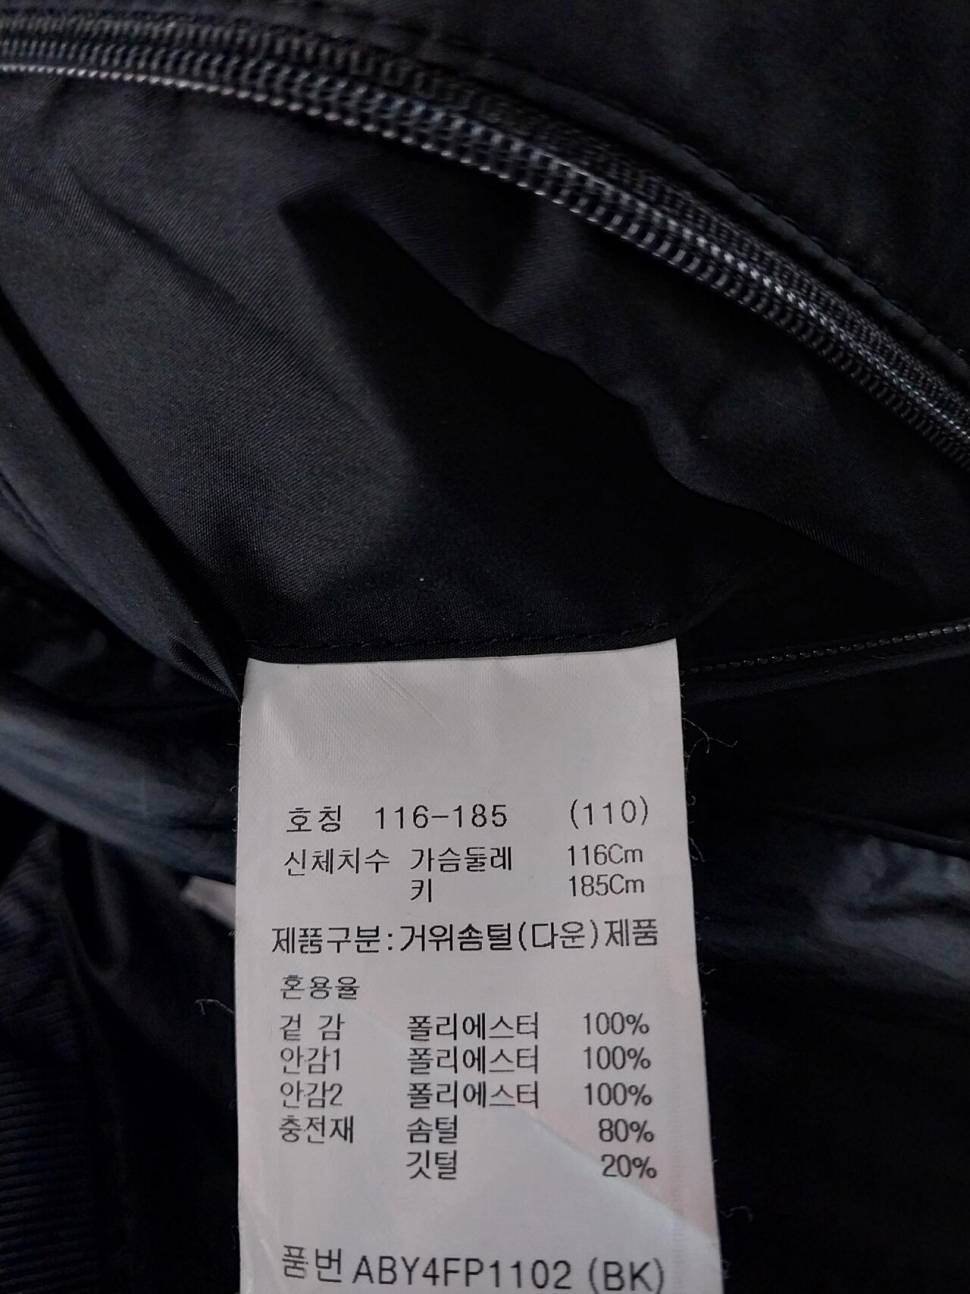 호칭 116-185 (110)
신체치수 가슴둘레 116Cm
키 185Cm
제품구분:거위솜털(다운)제품
혼용율
겉 감 폴리에스터 100%
안감1 폴리에스터 100%
안감2 폴리에스터 100%
충전재 솜털 80%
깃털 20%
품번 ABY4FP1102 (BK)